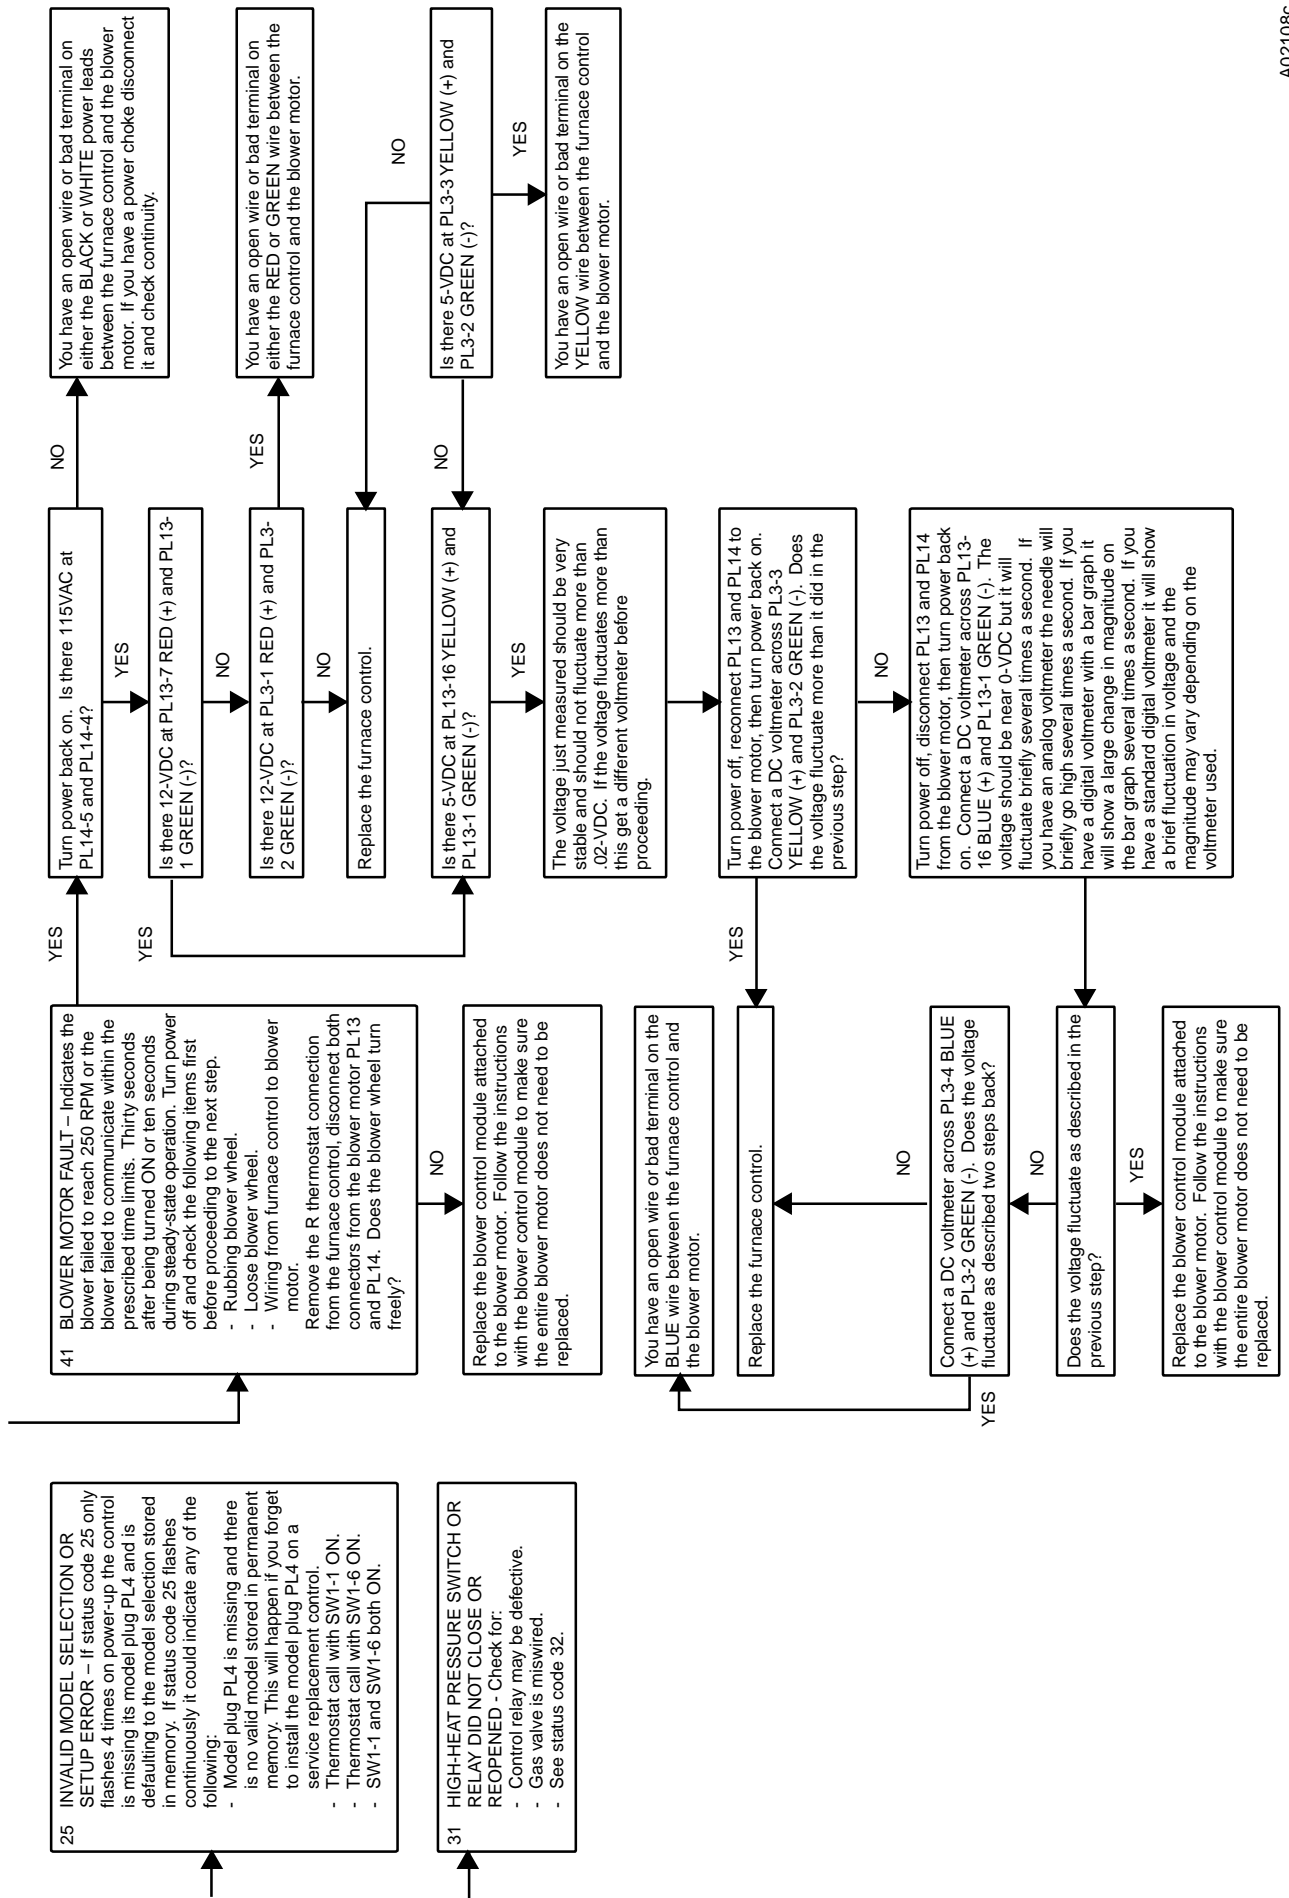 25 INVALID MODEL SELECTION OR
SETUP ERROR – If status code 25 only
flashes 4 times on power-up the control
is missing its model plug PL4 and is
defaulting to the model selection stored
in memory. If status code 25 flashes
continuously it could indicate any of the
following:
- Model plug PL4 is missing and there
is no valid model stored in permanent
memory. This will happen if you forget
to install the model plug PL4 on a
service replacement control.
- Thermostat call with SW1-1 ON.
- Thermostat call with SW1-6 ON.
- SW1-1 and SW1-6 both ON.
31 HIGH-HEAT PRESSURE SWITCH OR
RELAY DID NOT CLOSE OR
REOPENED - Check for:
- Control relay may be defective.
- Gas valve is miswired.
- See status code 32.
41 BLOWER MOTOR FAULT – Indicates the
blower failed to reach 250 RPM or the
blower failed to communicate within the
prescribed time limits. Thirty seconds
after being turned ON or ten seconds
during steady-state operation. Turn power
off and check the following items first
before proceeding to the next step.
- Rubbing blower wheel.
- Loose blower wheel.
- Wiring from furnace control to blower
motor.
Remove the R thermostat connection
from the furnace control, disconnect both
connectors from the blower motor PL13
and PL14. Does the blower wheel turn
freely?
NO
Replace the blower control module attached
to the blower motor. Follow the instructions
with the blower control module to make sure
the entire blower motor does not need to be
replaced.
YES
Turn power back on. Is there 115VAC at
PL14-5 and PL14-4?
NO
You have an open wire or bad terminal on
either the BLACK or WHITE power leads
between the furnace control and the blower
motor. If you have a power choke disconnect
it and check continuity.
YES
Is there 12-VDC at PL13-7 RED (+) and PL13-
1 GREEN (-)?
YES
NO
Is there 12-VDC at PL3-1 RED (+) and PL3-
2 GREEN (-)?
YES
You have an open wire or bad terminal on
either the RED or GREEN wire between the
furnace control and the blower motor.
NO
Replace the furnace control.
Is there 5-VDC at PL13-16 YELLOW (+) and
PL13-1 GREEN (-)?
NO
Is there 5-VDC at PL3-3 YELLOW (+) and
PL3-2 GREEN (-)?
NO
YES
You have an open wire or bad terminal on the
YELLOW wire between the furnace control
and the blower motor.
YES
The voltage just measured should be very
stable and should not fluctuate more than
.02-VDC. If the voltage fluctuates more than
this get a different voltmeter before
proceeding.
Turn power off, reconnect PL13 and PL14 to
the blower motor, then turn power back on.
Connect a DC voltmeter across PL3-3
YELLOW (+) and PL3-2 GREEN (-). Does
the voltage fluctuate more than it did in the
previous step?
YES
Replace the furnace control.
NO
Turn power off, disconnect PL13 and PL14
from the blower motor, then turn power back
on. Connect a DC voltmeter across PL13-
16 BLUE (+) and PL13-1 GREEN (-). The
voltage should be near 0-VDC but it will
fluctuate briefly several times a second. If
you have an analog voltmeter the needle will
briefly go high several times a second. If you
have a digital voltmeter with a bar graph it
will show a large change in magnitude on
the bar graph several times a second. If you
have a standard digital voltmeter it will show
a brief fluctuation in voltage and the
magnitude may vary depending on the
voltmeter used.
Does the voltage fluctuate as described in the
previous step?
YES
Replace the blower control module attached
to the blower motor. Follow the instructions
with the blower control module to make sure
the entire blower motor does not need to be
replaced.
NO
Connect a DC voltmeter across PL3-4 BLUE
(+) and PL3-2 GREEN (-). Does the voltage
fluctuate as described two steps back?
NO
YES
You have an open wire or bad terminal on the
BLUE wire between the furnace control and
the blower motor.